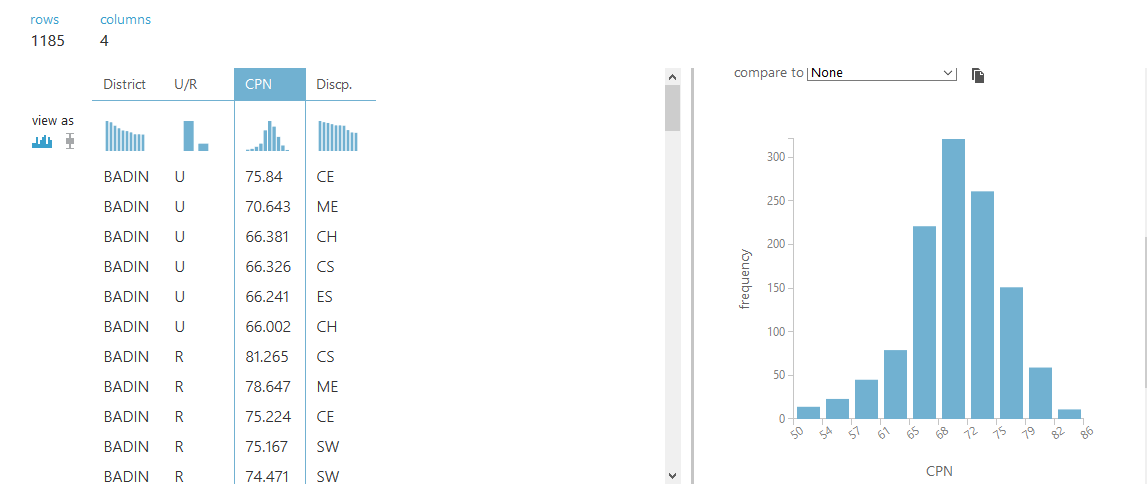 rows columns
1185 4
District U/R CPN Discp.
view as
BADIN U 75.84 CE
BADIN U 70.643 ME
BADIN U 66.381 CH
BADIN U 66.326 CS
BADIN U 66.241 ES
BADIN U 66.002 CH
BADIN R 81.265 CS
BADIN R 78.647 ME
BADIN R 75.224 CE
BADIN R 75.167 SW
BADIN R 74.471 SW
compare to None
frequency
300
250
200
150
100
50
0
50 54 57 61 65 68 72 75 79 82 86
CPN